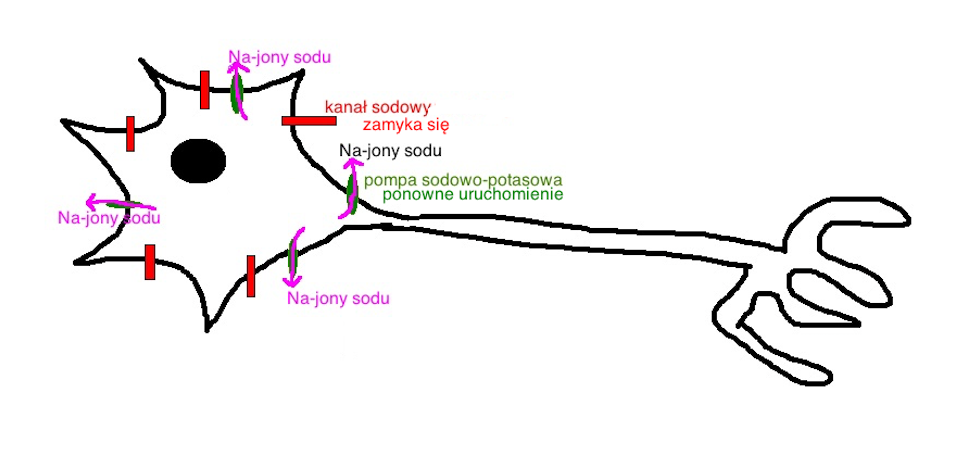 Na-jony sodu
kanał sodowy
zamyka się
Na-jony sodu
pompa sodowo-potasowa
ponowne uruchomienie
Na-jony sodu
Na-jony sodu